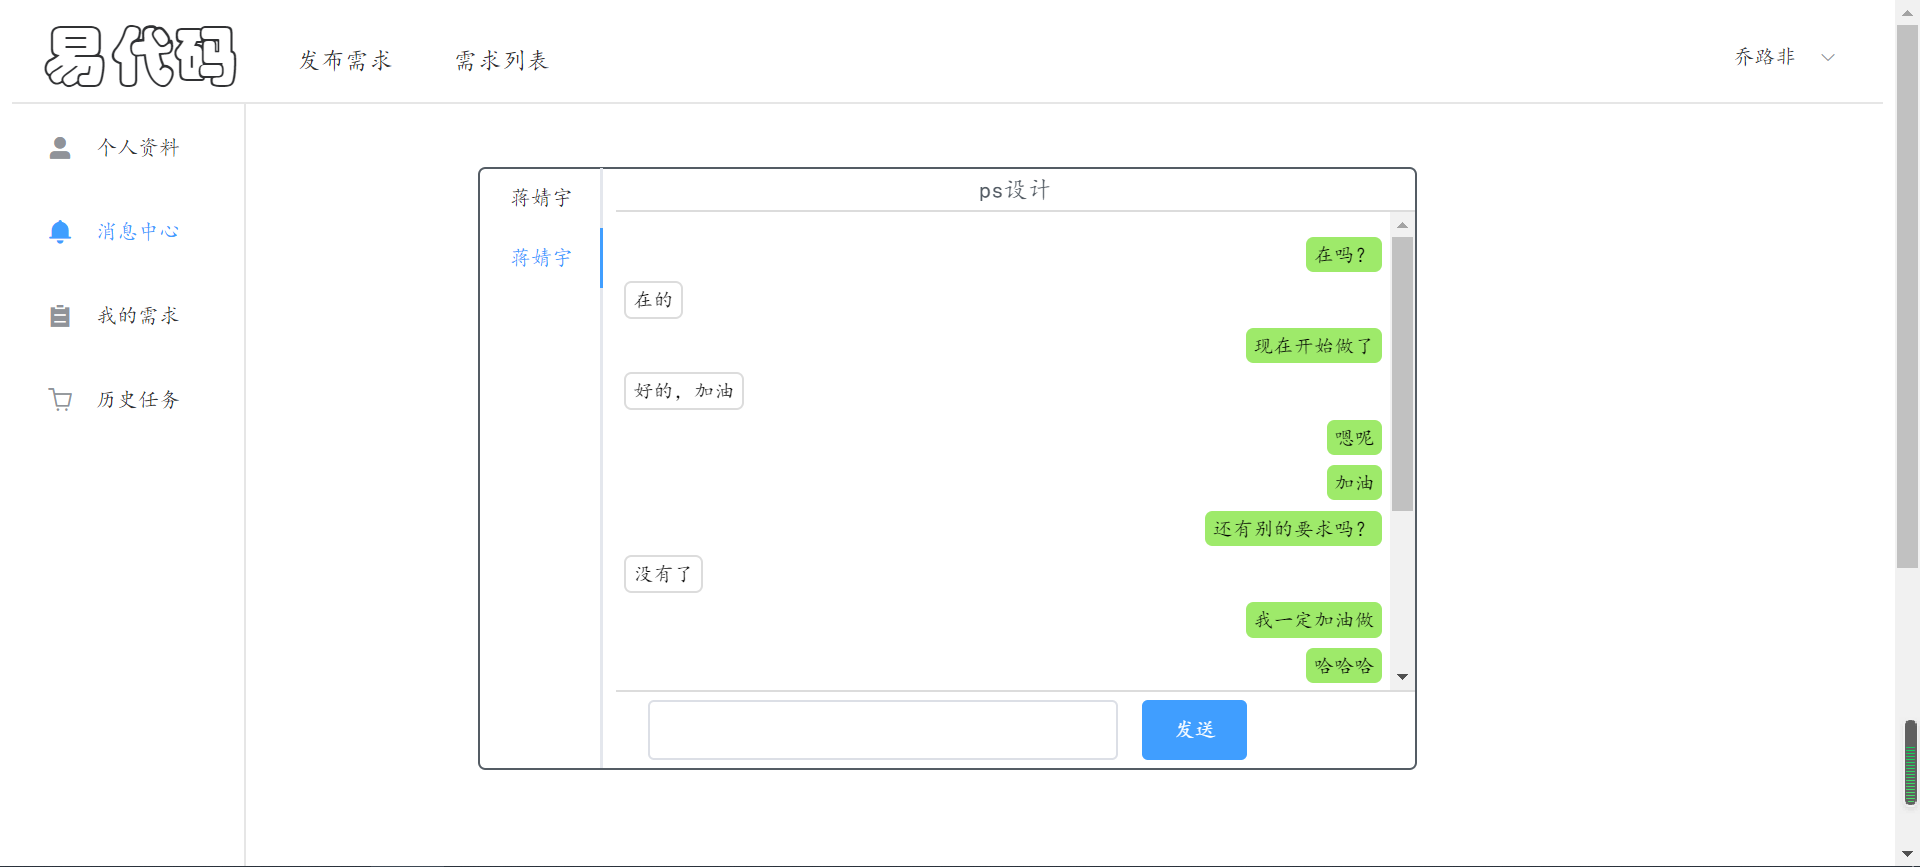 易代码
发布需求
需求列表
乔路非
个人资料
消息中心
我的需求
历史任务
蒋婧宇
蒋婧宇
ps设计
在吗？
在的
现在开始做了
好的，加油
嗯呢
加油
还有别的要求吗？
没有了
我一定加油做
哈哈哈
发送